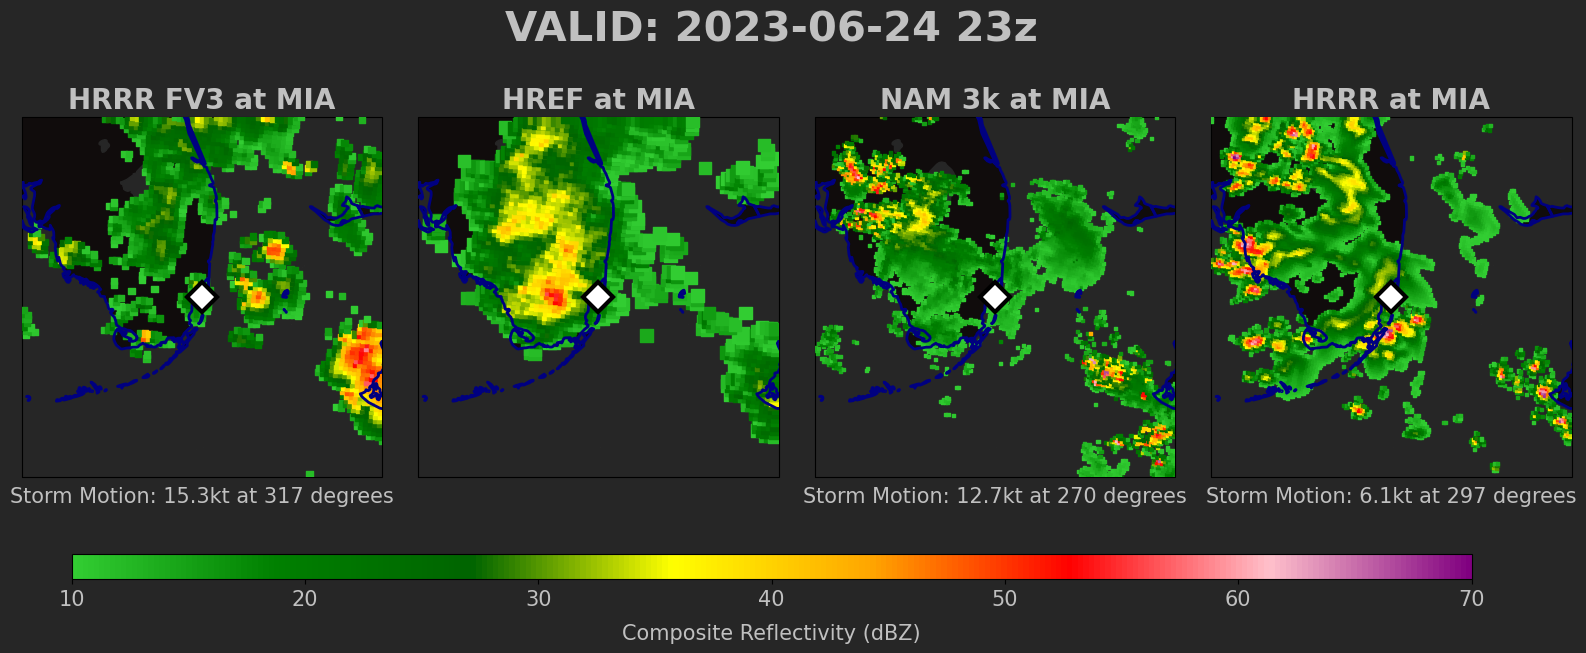 VALID: 2023-06-24 23z
HRRR FV3 at MIA
HREF at MIA
NAM 3k at MIA
HRRR at MIA
Storm Motion: 15.3kt at 317 degrees
Storm Motion: 12.7kt at 270 degrees
Storm Motion: 6.1kt at 297 degrees
10 20 30 40 50 60 70
Composite Reflectivity (dBZ)